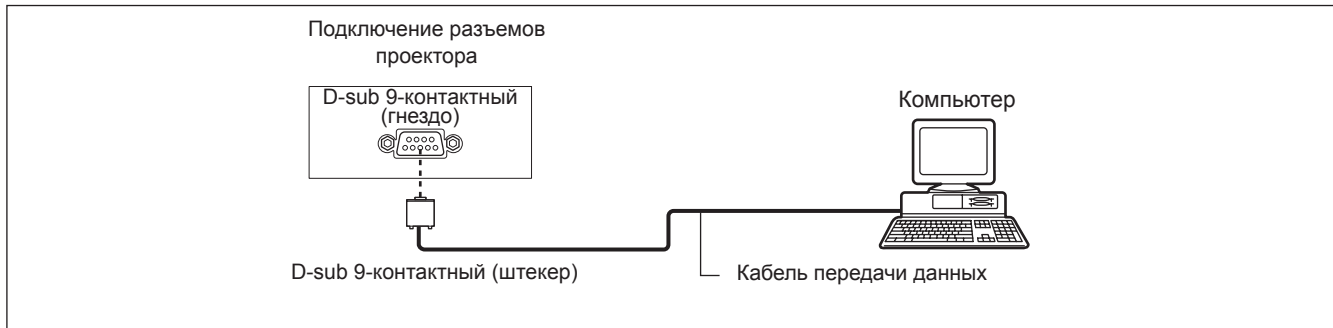 Подключение разъемов
проектора
D-sub 9-контактный
(гнездо)
Компьютер
D-sub 9-контактный (штекер)
Кабель передачи данных